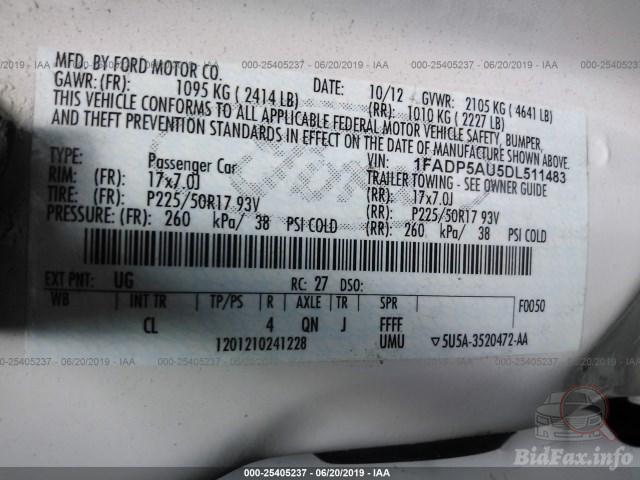 000-25405237 - 06/20/2019 - IAA
MFD. BY FORD MOTOR CO.
DATE: 10/12 GVWR: 2105 KG ( 4641 LB)
GAWR: (FR): 1095 KG ( 2414 LB) (RR): 1010 KG ( 2227 LB)
THIS VEHICLE CONFORMS TO ALL APPLICABLE FEDERAL MOTOR VEHICLE SAFETY, BUMPER,
AND THEFT PREVENTION STANDARDS IN EFFECT ON THE DATE OF MANUFACTURE SHOWN ABOVE.
VIN: 1FADP5AU5DL511483
TYPE: Passenger Car TRAILER TOWING - SEE OWNER GUIDE
RIM: (FR): 17x7.0J (RR): 17x7.0J
TIRE: (FR): P225/50R17 93V (RR): P225/50R17 93V
PRESSURE: (FR): 260 kPa/ 38 PSI COLD (RR): 260 kPa/ 38 PSI COLD
EXT PNT: UG RC: 27 DSO:
WB INT TR TP/PS R AXLE TR SPR F0050
CL 4 QN J FFFF
1201210241228 UMU ▽5U5A-3520472-AA
BidFax.info
000-25405237 - 06/20/2019 - IAA